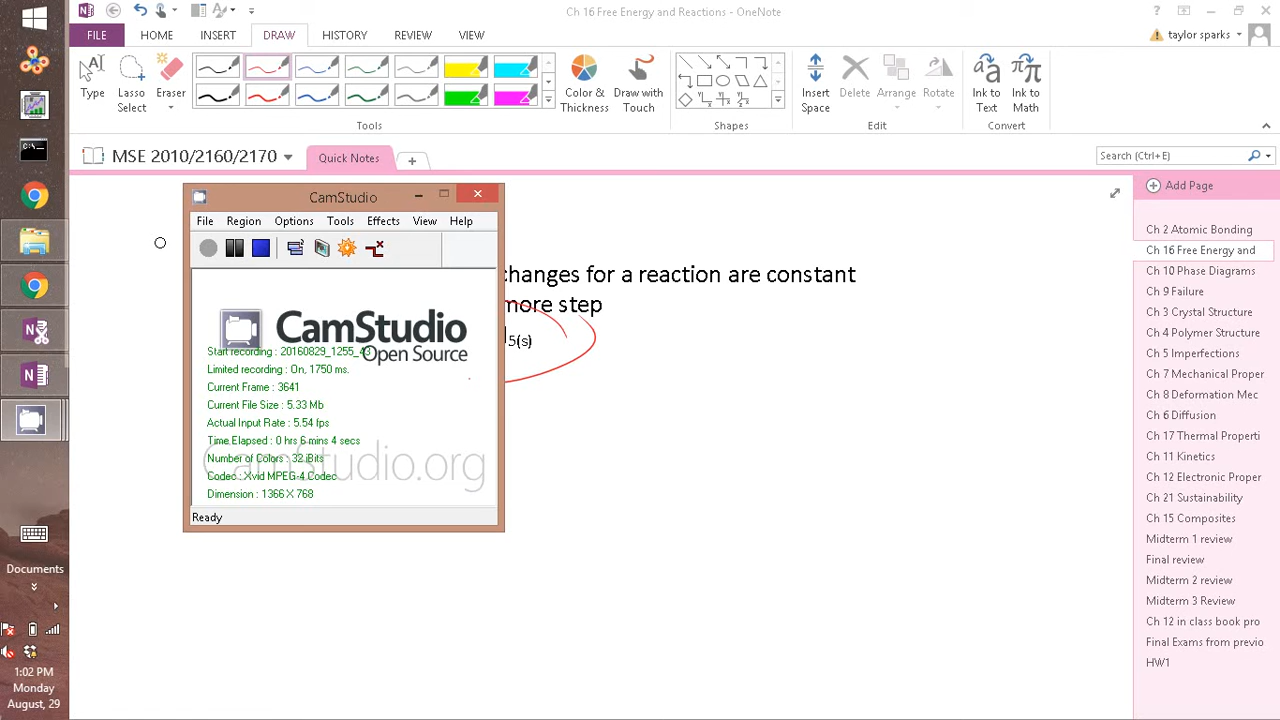 Ch 16 Free Energy and Reactions - OneNote
FILE HOME INSERT DRAW HISTORY REVIEW VIEW
taylor sparks
Type
Lasso Select
Eraser
Color & Thickness
Draw with Touch
Insert Space
Delete
Arrange
Rotate
Ink to Text
Ink to Math
Tools
Shapes
Edit
Convert
MSE 2010/2160/2170
Quick Notes
Search (Ctrl+E)
Add Page
Ch 2 Atomic Bonding
Ch 16 Free Energy and
Ch 10 Phase Diagrams
Ch 9 Failure
Ch 3 Crystal Structure
Ch 4 Polymer Structure
Ch 5 Imperfections
Ch 7 Mechanical Proper
Ch 8 Deformation Mec
Ch 6 Diffusion
Ch 17 Thermal Properti
Ch 11 Kinetics
Ch 12 Electronic Proper
Ch 21 Sustainability
Ch 15 Composites
Midterm 1 review
Final review
Midterm 2 review
Midterm 3 Review
Ch 12 in class book pro
Final Exams from previo
HW1
changes for a reaction are constant
more step
5(s)
CamStudio
File Region Options Tools Effects View Help
CamStudio
Open Source
Start recording : 20160829_1255_43
Limited recording : On, 1750 ms.
Current Frame : 3641
Current File Size : 5.33 Mb
Actual Input Rate : 5.54 fps
Time Elapsed : 0 hrs 6 mins 4 secs
Number of Colors : 32 Bits
Codec : Xvid MPEG-4 Codec
Dimension : 1366 X 768
CamStudio.org
Ready
Documents
1:02 PM
Monday
August, 29